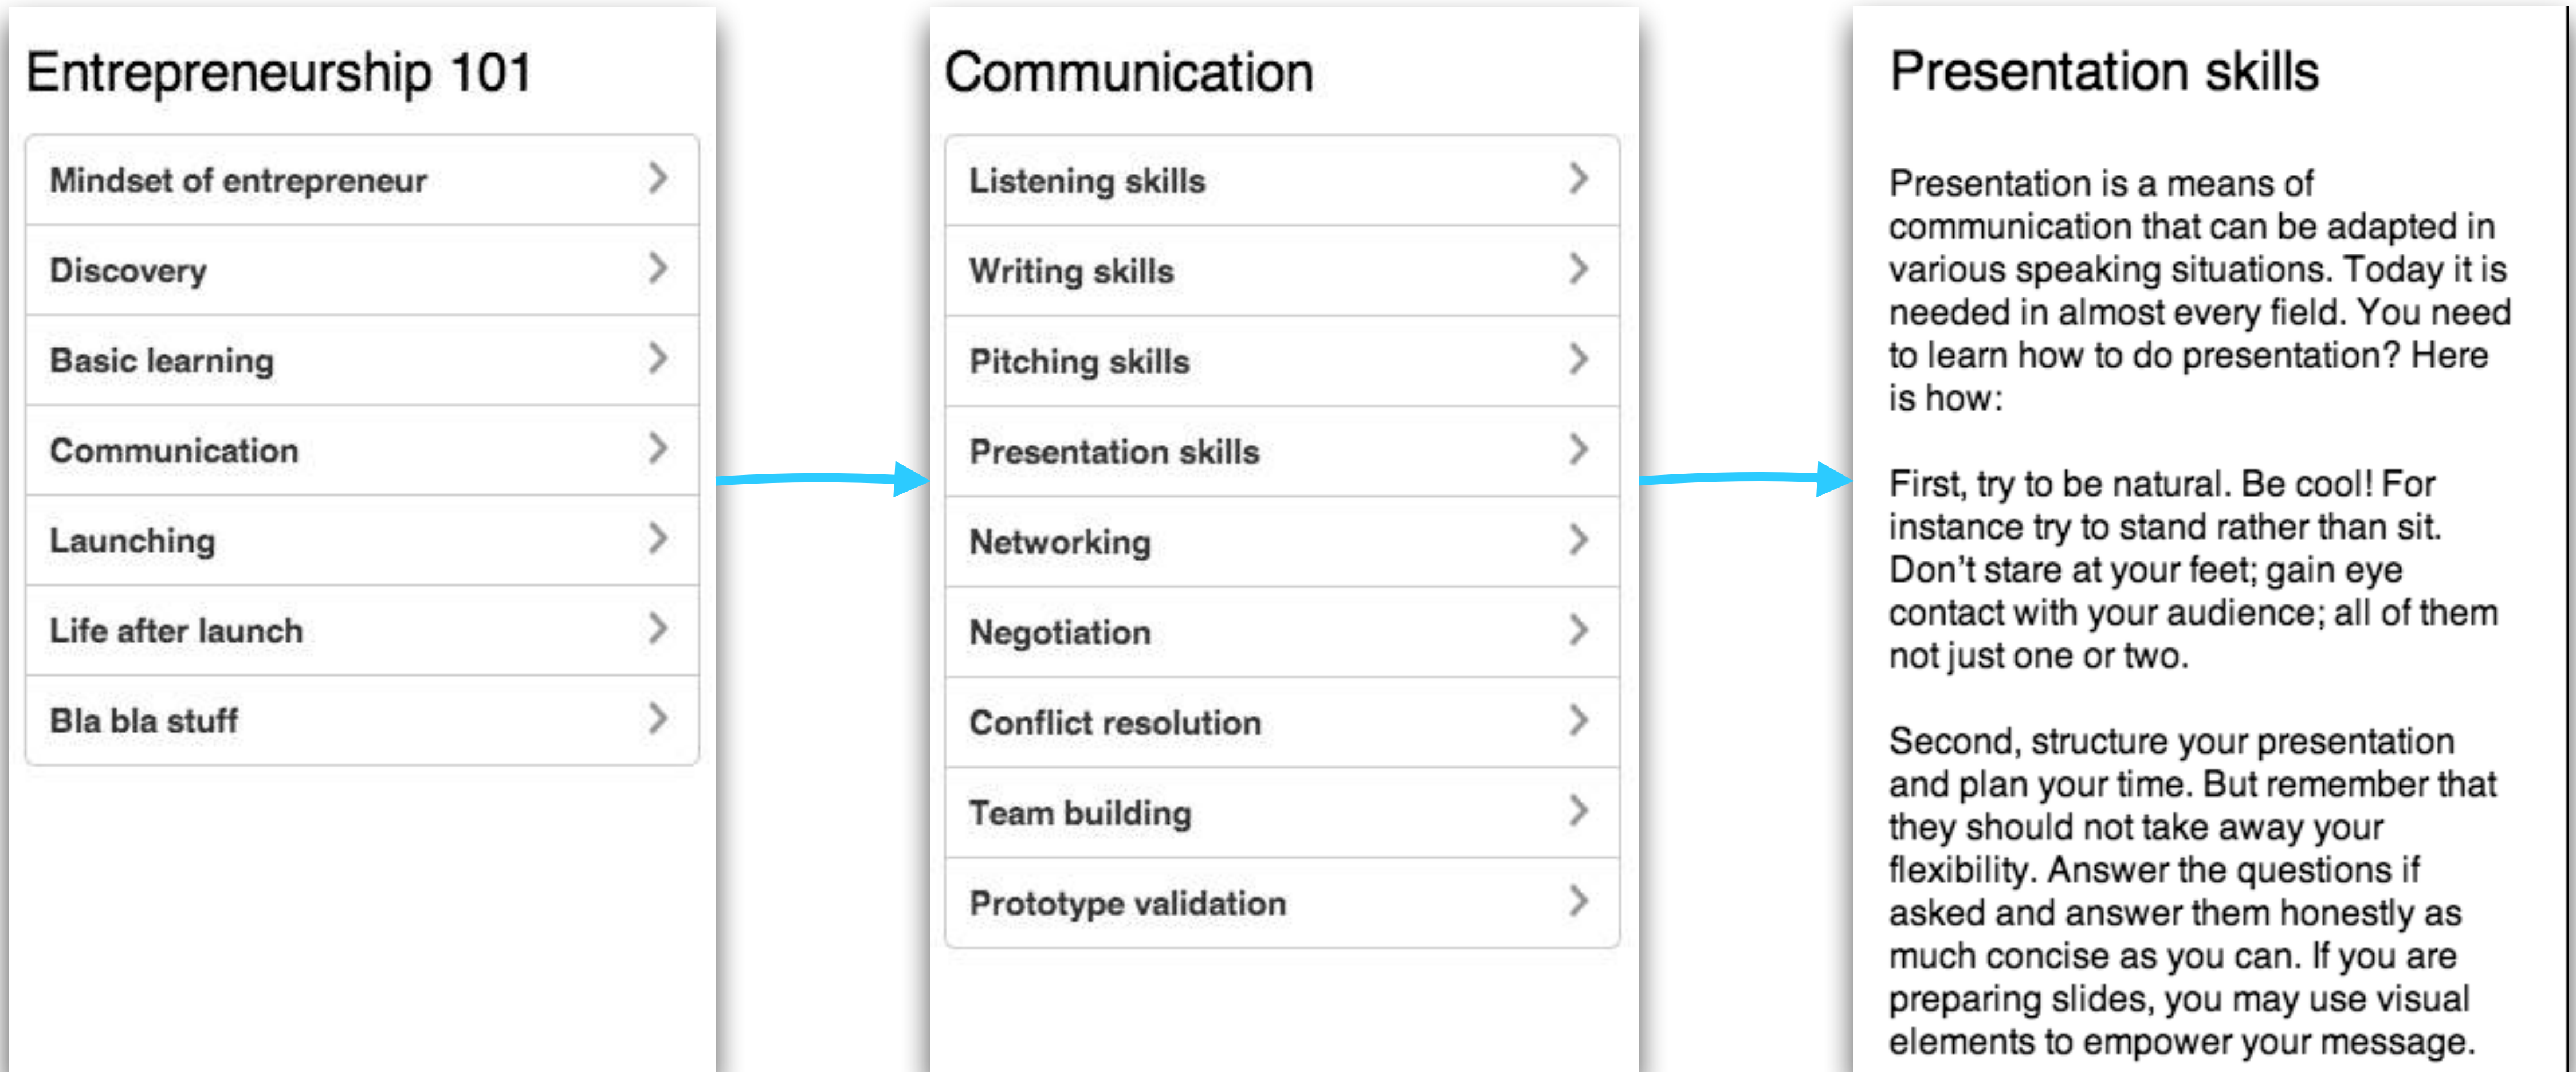 Entrepreneurship 101
Mindset of entrepreneur
Discovery
Basic learning
Communication
Launching
Life after launch
Bla bla stuff
Communication
Listening skills
Writing skills
Pitching skills
Presentation skills
Networking
Negotiation
Conflict resolution
Team building
Prototype validation
Presentation skills
Presentation is a means of
communication that can be adapted in
various speaking situations. Today it is
needed in almost every field. You need
to learn how to do presentation? Here
is how:
First, try to be natural. Be cool! For
instance try to stand rather than sit.
Don't stare at your feet; gain eye
contact with your audience; all of them
not just one or two.
Second, structure your presentation
and plan your time. But remember that
they should not take away your
flexibility. Answer the questions if
asked and answer them honestly as
much concise as you can. If you are
preparing slides, you may use visual
elements to empower your message.